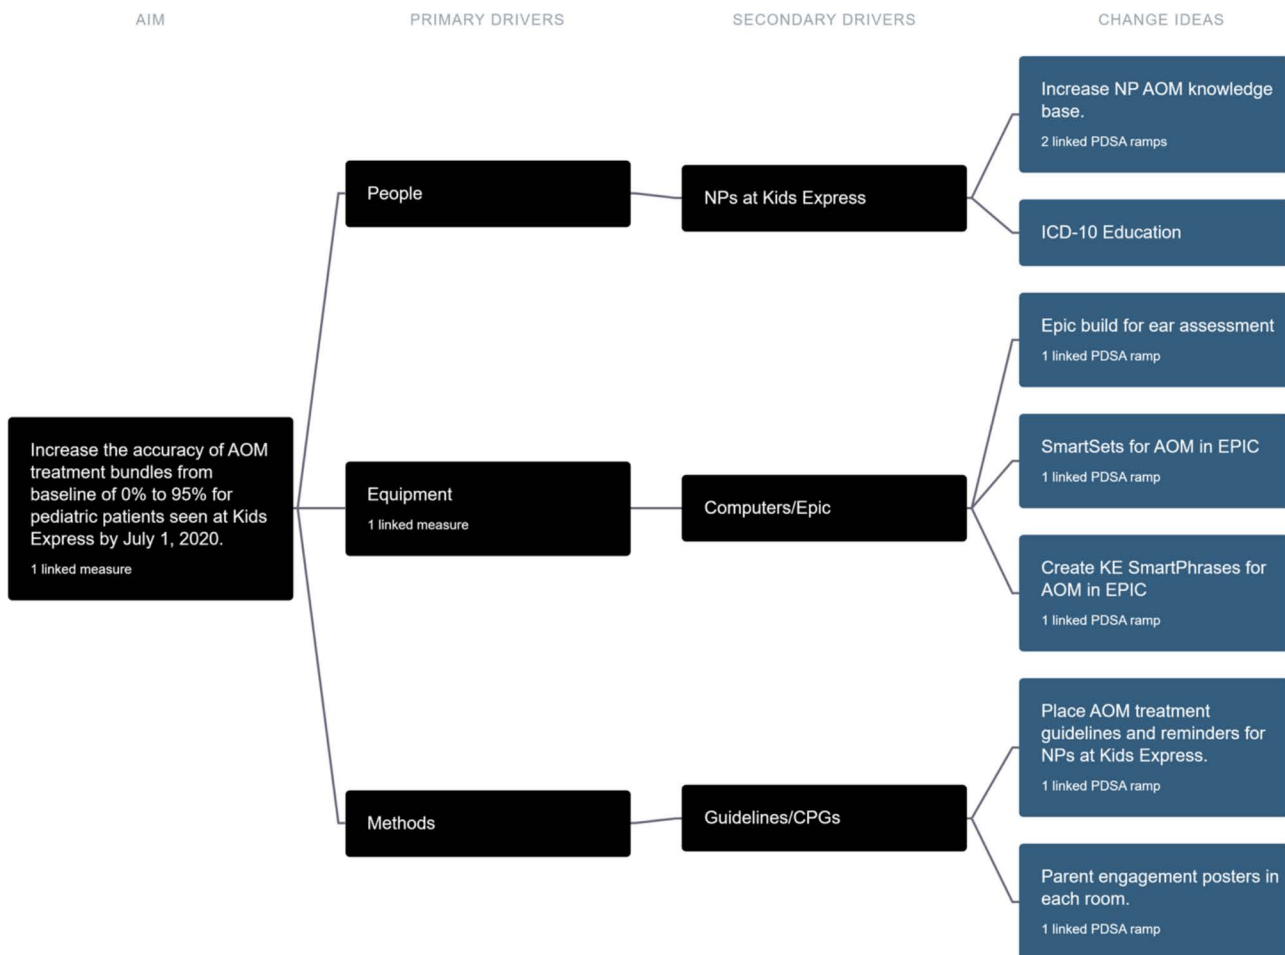 AIM
PRIMARY DRIVERS
SECONDARY DRIVERS
CHANGE IDEAS
Increase the accuracy of AOM
treatment bundles from
baseline of 0% to 95% for
pediatric patients seen at Kids
Express by July 1, 2020.
1 linked measure
People
NPs at Kids Express
Increase NP AOM knowledge
base.
2 linked PDSA ramps
ICD-10 Education
Equipment
1 linked measure
Computers/Epic
Epic build for ear assessment
1 linked PDSA ramp
SmartSets for AOM in EPIC
1 linked PDSA ramp
Create KE SmartPhrases for
AOM in EPIC
1 linked PDSA ramp
Methods
Guidelines/CPGs
Place AOM treatment
guidelines and reminders for
NPs at Kids Express.
1 linked PDSA ramp
Parent engagement posters in
each room.
1 linked PDSA ramp